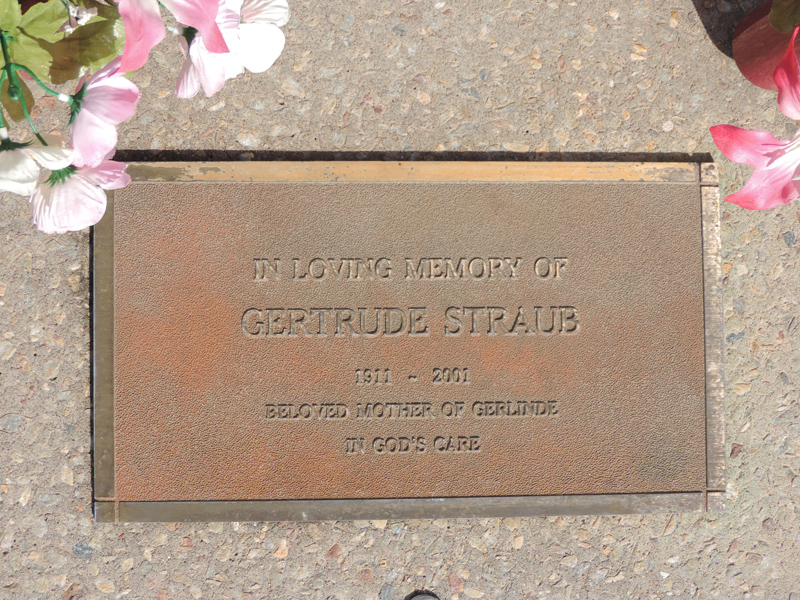 IN LOVING MEMORY OF
GERTRUDE STRAUB
1911 ~ 2001
BELOVED MOTHER OF GERLINDE
IN GOD'S CARE